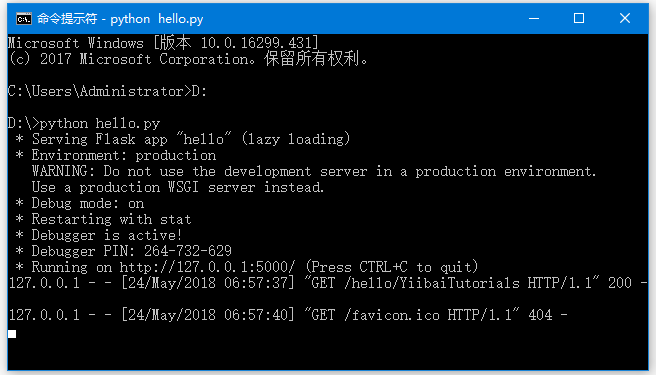 命令提示符 - python  hello.py
Microsoft Windows [版本 10.0.16299.431]
(c) 2017 Microsoft Corporation。保留所有权利。
C:\Users\Administrator>D:
D:\>python hello.py
 * Serving Flask app "hello" (lazy loading)
 * Environment: production
   WARNING: Do not use the development server in a production environment.
   Use a production WSGI server instead.
 * Debug mode: on
 * Restarting with stat
 * Debugger is active!
 * Debugger PIN: 264-732-629
 * Running on http://127.0.0.1:5000/ (Press CTRL+C to quit)
127.0.0.1 - - [24/May/2018 06:57:37] "GET /hello/YiibaiTutorials HTTP/1.1" 200 -
127.0.0.1 - - [24/May/2018 06:57:40] "GET /favicon.ico HTTP/1.1" 404 -